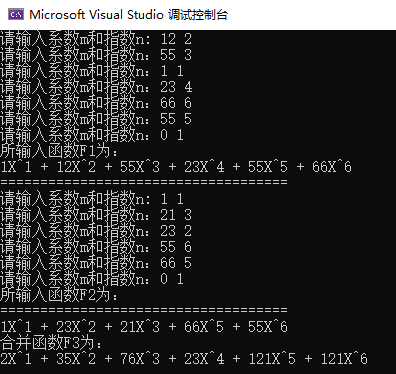 Microsoft Visual Studio 调试控制台
请输入系数m和指数n: 12 2
请输入系数m和指数n: 55 3
请输入系数m和指数n: 1 1
请输入系数m和指数n: 23 4
请输入系数m和指数n: 66 6
请输入系数m和指数n: 55 5
请输入系数m和指数n: 0 1
所输入函数F1为:
1X^1 + 12X^2 + 55X^3 + 23X^4 + 55X^5 + 66X^6
====================================
请输入系数m和指数n: 1 1
请输入系数m和指数n: 21 3
请输入系数m和指数n: 23 2
请输入系数m和指数n: 55 6
请输入系数m和指数n: 66 5
请输入系数m和指数n: 0 1
所输入函数F2为:
====================================
1X^1 + 23X^2 + 21X^3 + 66X^5 + 55X^6
合并函数F3为:
2X^1 + 35X^2 + 76X^3 + 23X^4 + 121X^5 + 121X^6